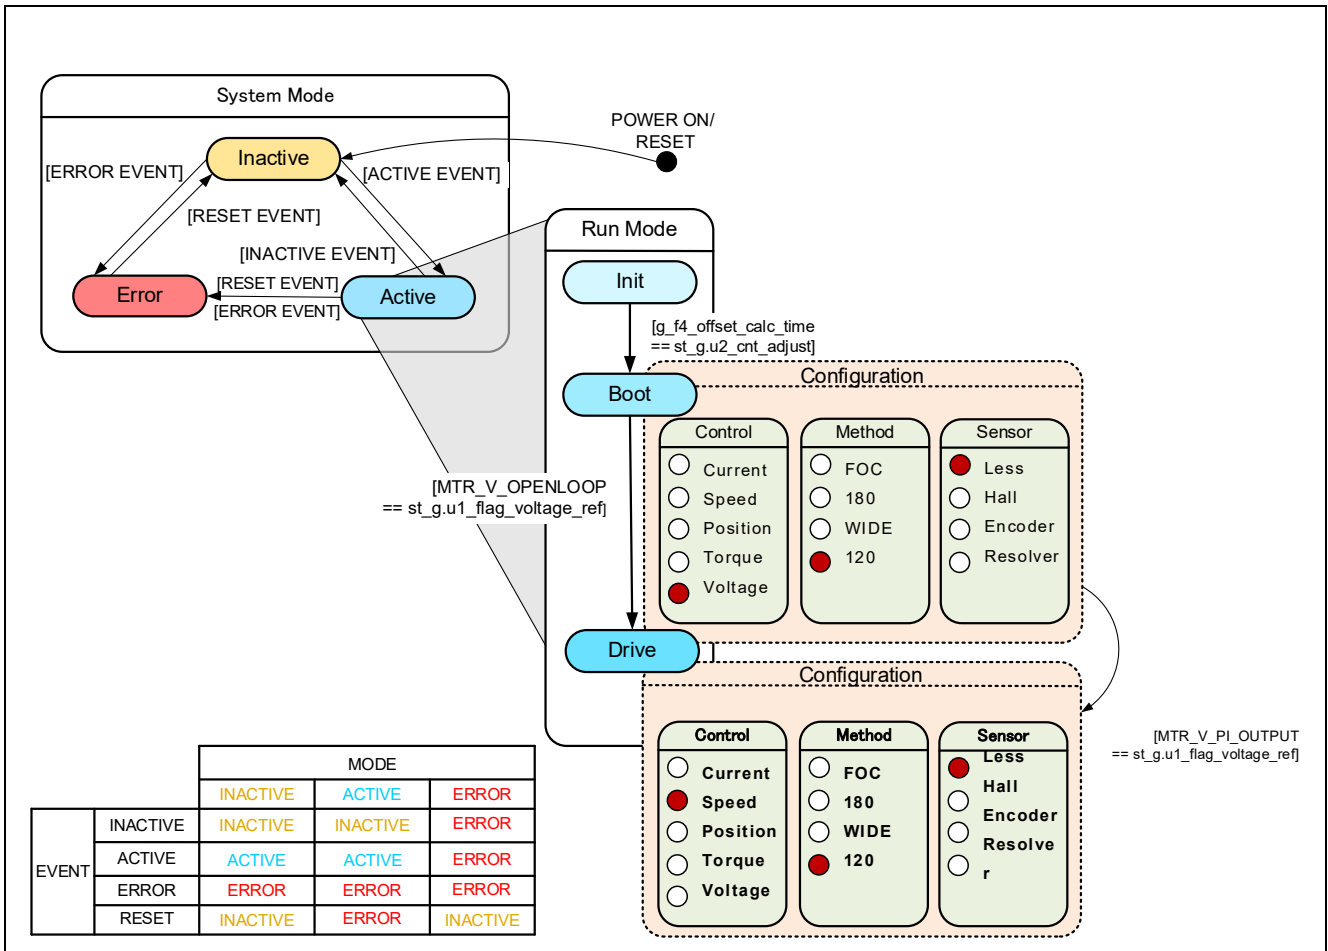 System Mode
POWER ON/
RESET
Inactive
[ERROR EVENT]
[ACTIVE EVENT]
[RESET EVENT]
[INACTIVE EVENT]
[RESET EVENT]
Error
Active
[ERROR EVENT]
Run Mode
Init
[g_f4_offset_calc_time
== st_g.u2_cnt_adjust]
Boot
[MTR_V_OPENLOOP
== st_g.u1_flag_voltage_ref]
Drive
Configuration
Control
Current
Speed
Position
Torque
Voltage
Method
FOC
180
WIDE
120
Sensor
Less
Hall
Encoder
Resolver
Configuration
Control
Current
Speed
Position
Torque
Voltage
Method
FOC
180
WIDE
120
Sensor
Less
Hall
Encoder
Resolve
r
[MTR_V_PI_OUTPUT
== st_g.u1_flag_voltage_ref]
MODE
INACTIVE ACTIVE ERROR
EVENT
INACTIVE INACTIVE INACTIVE ERROR
ACTIVE ACTIVE ACTIVE ERROR
ERROR ERROR ERROR ERROR
RESET INACTIVE ERROR INACTIVE